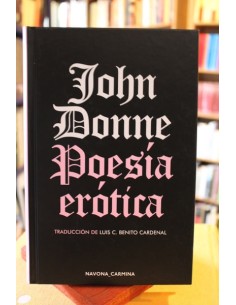 John
Donne
Poesía
erótica
TRADUCCIÓN DE LUIS C. BENITO CARDENAL
NAVONA_CARMINA